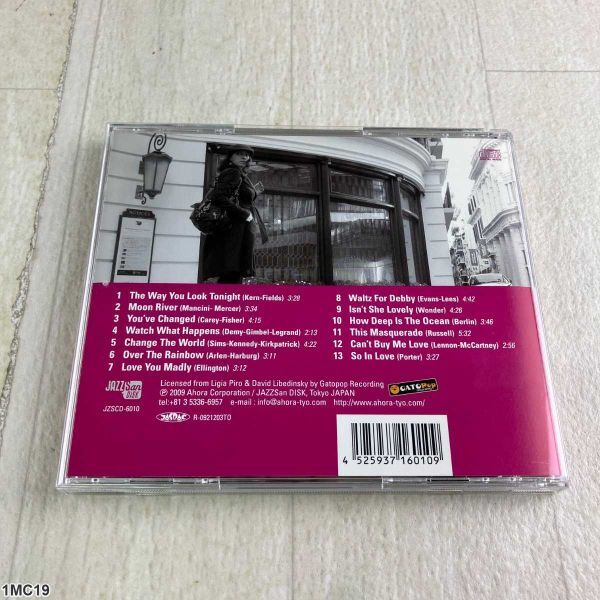 1 The Way You Look Tonight (Kern-Fields) 3:28
2 Moon River (Mancini- Mercer) 3:34
3 You've Changed (Carey-Fisher) 4:15
4 Watch What Happens (Demy-Gimbel-Legrand) 2:13
5 Change The World (Sims-Kennedy-Kirkpatrick) 4:22
6 Over The Rainbow (Arlen-Harburg) 3:11
7 Love You Madly (Ellington) 3:12
8 Waltz For Debby (Evans-Lees) 4:42
9 Isn't She Lovely (Wonder) 4:26
10 How Deep Is The Ocean (Berlin) 3:46
11 This Masquerade (Russell) 5:32
12 Can't Buy Me Love (Lennon-McCartney) 2:56
13 So In Love (Porter) 3:27
JAZZSan
DISK
JZSCD-6010
Licensed from Ligia Piro & David Libedinsky by Gatopop Recording
℗ 2009 Ahora Corporation / JAZZSan DISK, Tokyo JAPAN
tel:+81 3 5336-6957 e-mail : info@ahora-tyo.com http://www.ahora-tyo.com
R-0921203TO
GATOPop
4 525937 160109
1MC19